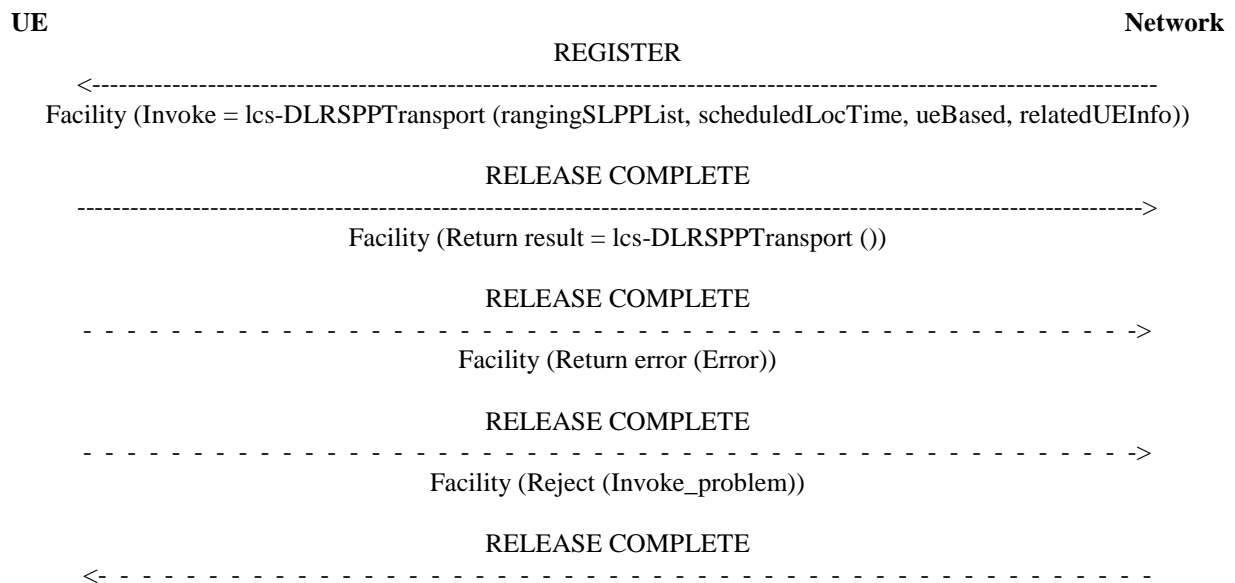 UE Network
REGISTER
<--------------------------------------------------------------------------------------------------------------------------
Facility (Invoke = lcs-DLRSPPTransport (rangingSLPPList, scheduledLocTime, ueBased, relatedUEInfo))
RELEASE COMPLETE
-------------------------------------------------------------------------------------------------------------------------->
Facility (Return result = lcs-DLRSPPTransport ())
RELEASE COMPLETE
- - - - - - - - - - - - - - - - - - - - - - - - - - - - - - - - - - - - - - - - - - - - - - - - ->
Facility (Return error (Error))
RELEASE COMPLETE
- - - - - - - - - - - - - - - - - - - - - - - - - - - - - - - - - - - - - - - - - - - - - - - - ->
Facility (Reject (Invoke_problem))
RELEASE COMPLETE
<- - - - - - - - - - - - - - - - - - - - - - - - - - - - - - - - - - - - - - - - - - - - - - - - -